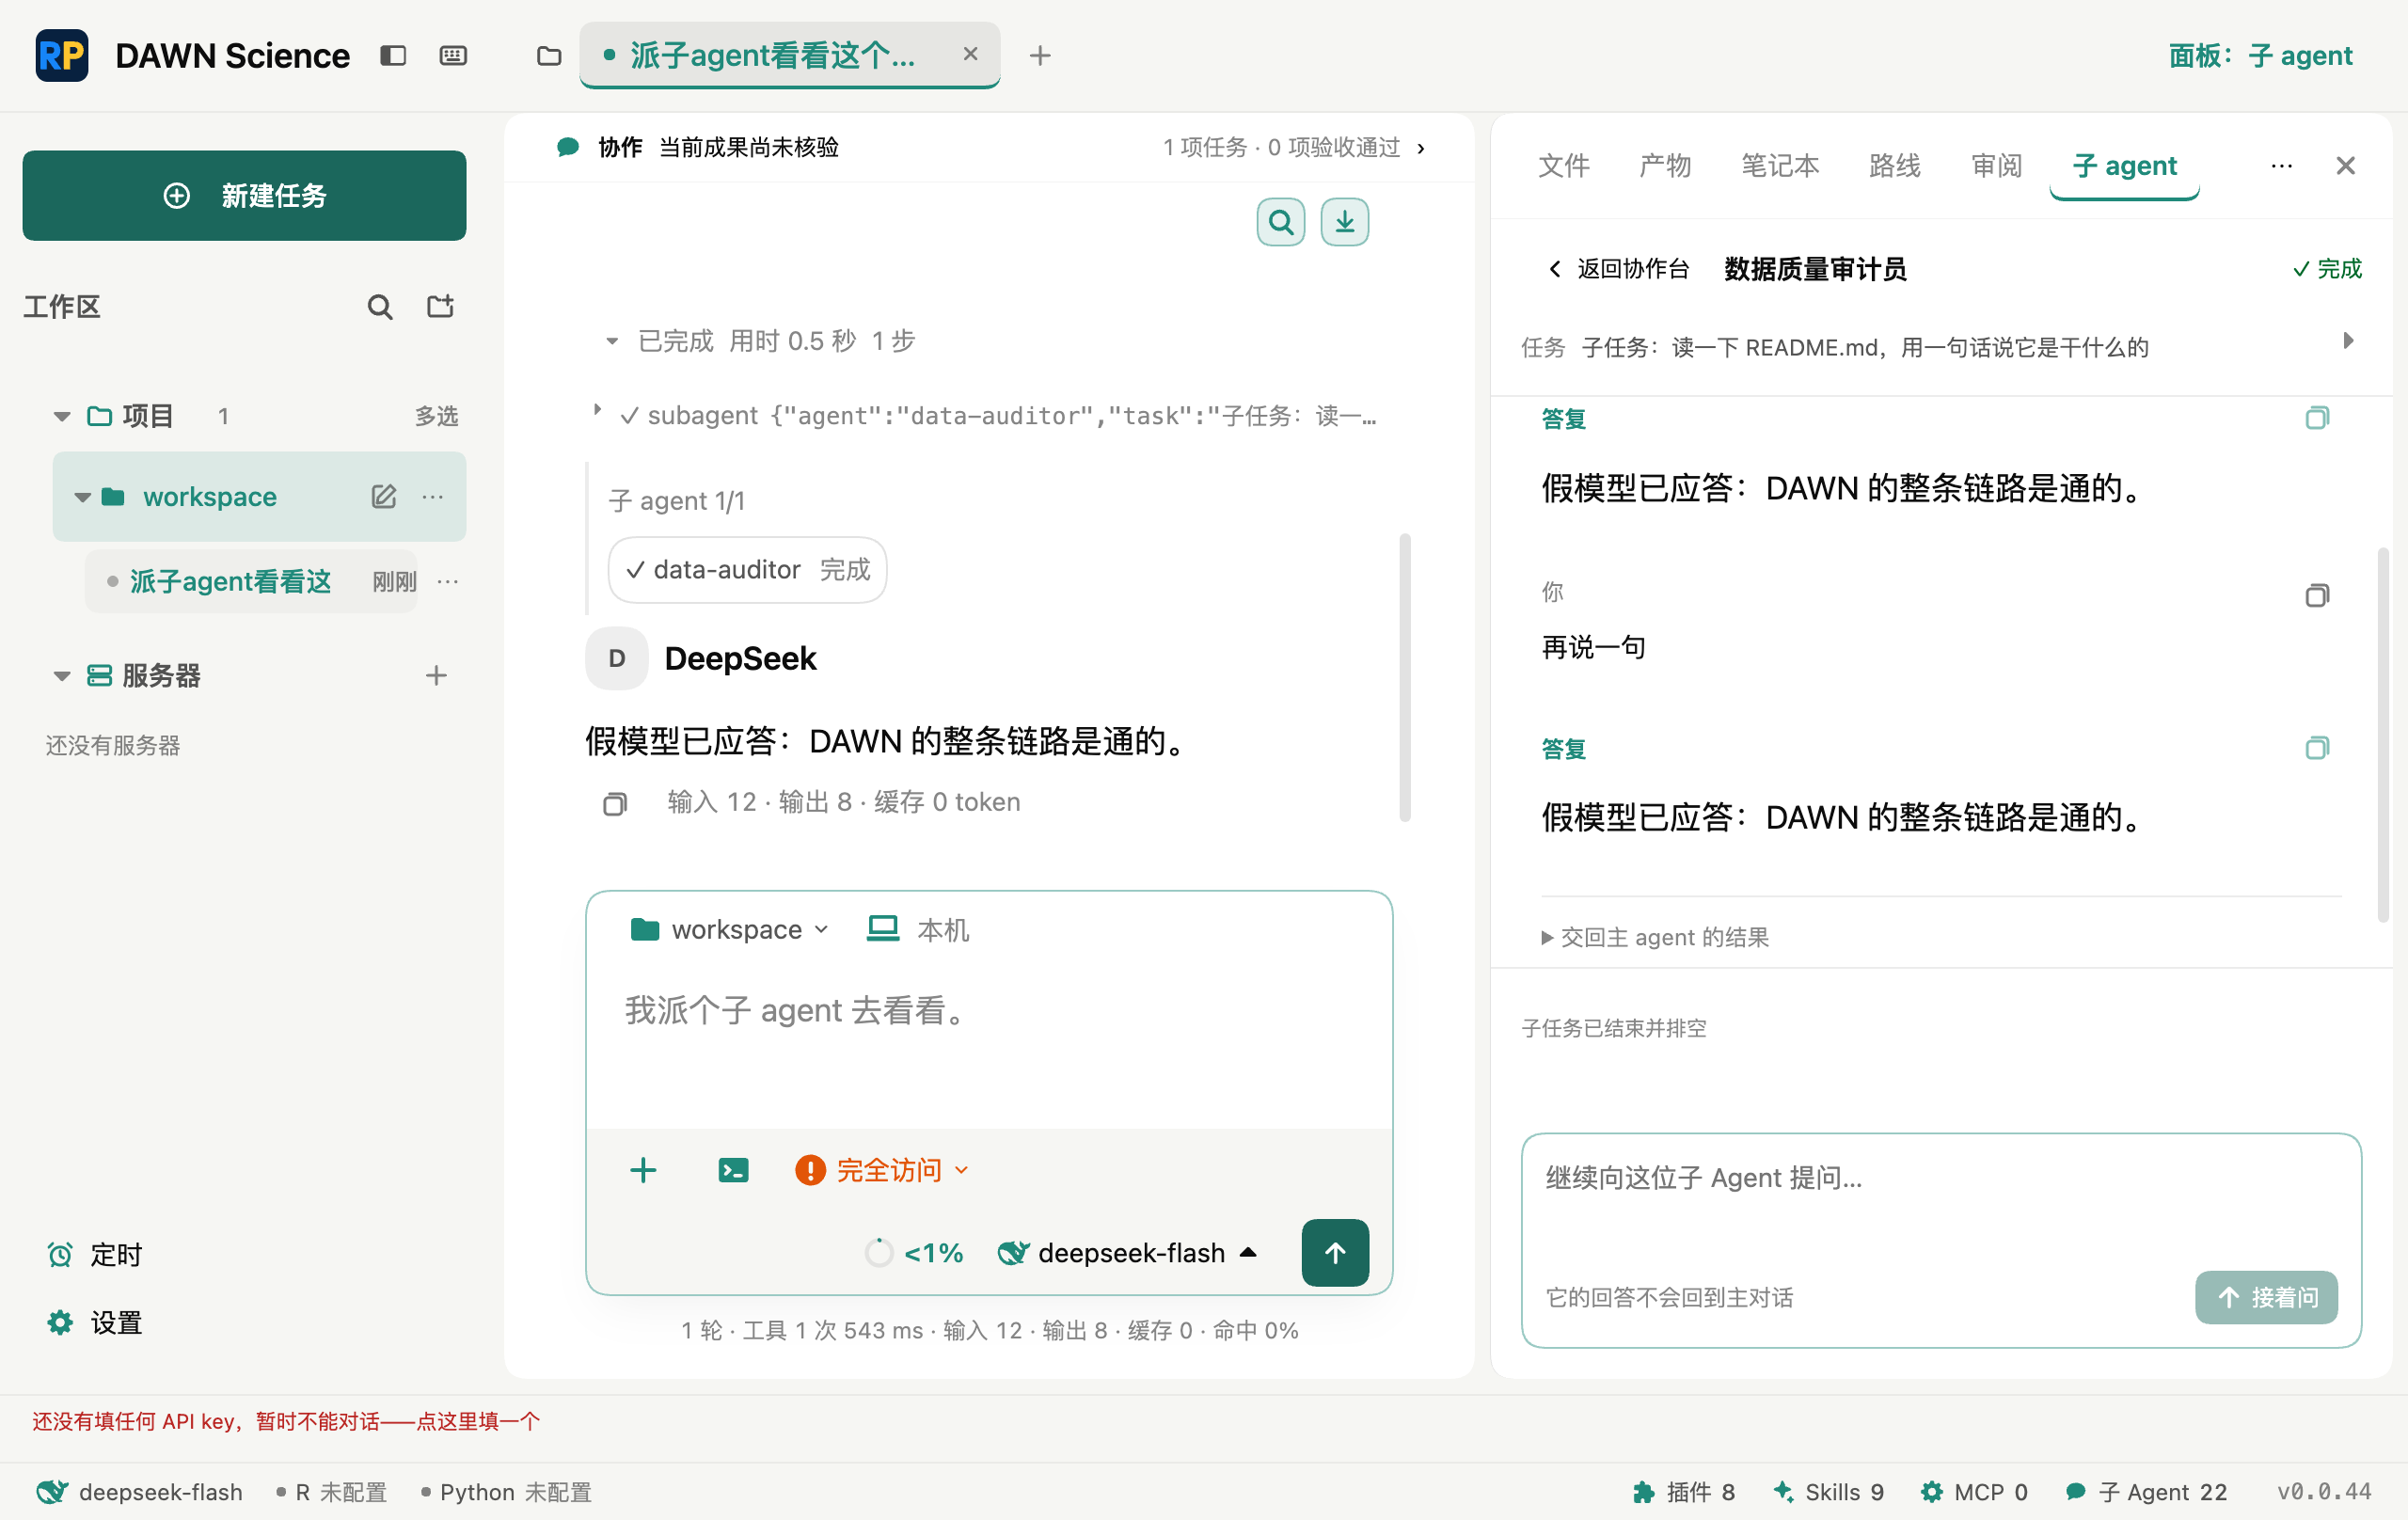 RP DAWN Science
派子agent看看这个...
面板：子 agent
新建任务
工作区
项目 1 多选
workspace
派子agent看看这 刚刚
服务器
还没有服务器
定时
设置
协作 当前成果尚未核验 1 项任务 · 0 项验收通过
已完成 用时 0.5 秒 1 步
subagent {"agent":"data-auditor","task":"子任务：读一…
子 agent 1/1
data-auditor 完成
D DeepSeek
假模型已应答：DAWN 的整条链路是通的。
输入 12 · 输出 8 · 缓存 0 token
workspace 本机
我派个子 agent 去看看。
完全访问
<1% deepseek-flash
1 轮 · 工具 1 次 543 ms · 输入 12 · 输出 8 · 缓存 0 · 命中 0%
文件 产物 笔记本 路线 审阅 子 agent
返回协作台 数据质量审计员 完成
任务 子任务：读一下 README.md，用一句话说它是干什么的
答复
假模型已应答：DAWN 的整条链路是通的。
你
再说一句
答复
假模型已应答：DAWN 的整条链路是通的。
交回主 agent 的结果
子任务已结束并排空
继续向这位子 Agent 提问...
它的回答不会回到主对话 接着问
还没有填任何 API key，暂时不能对话——点这里填一个
deepseek-flash R 未配置 Python 未配置
插件 8 Skills 9 MCP 0 子 Agent 22 v0.0.44